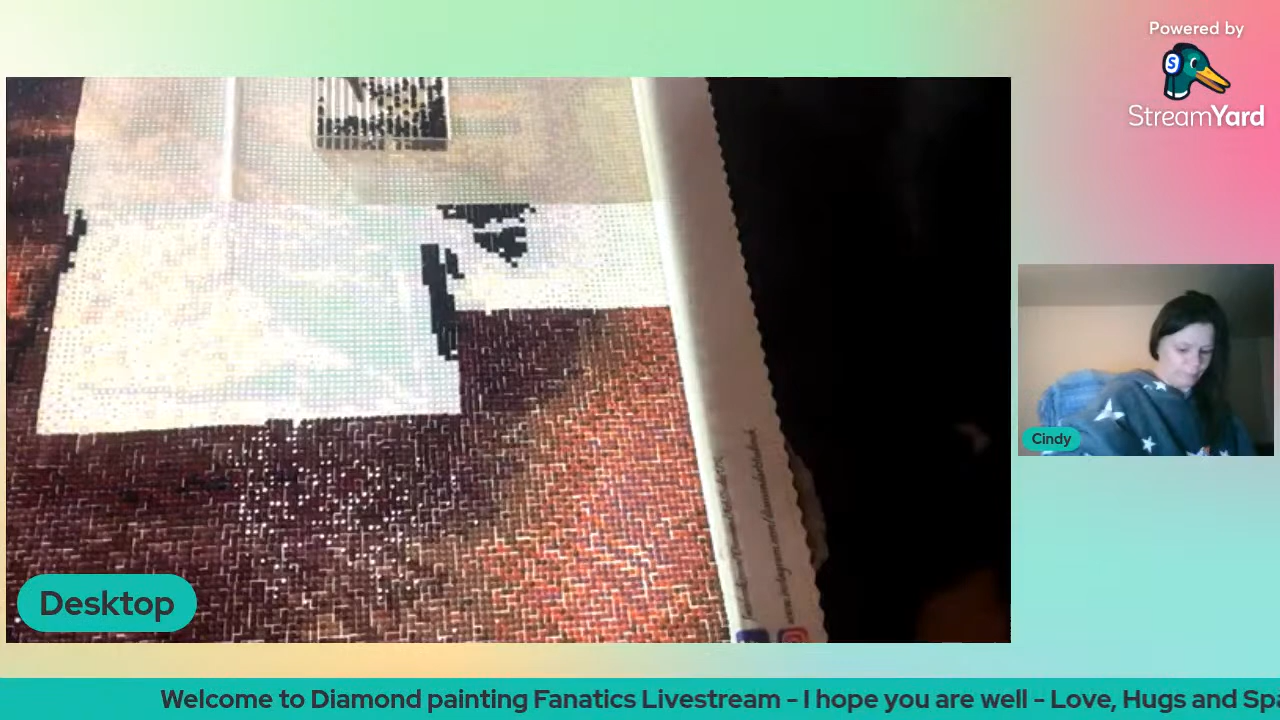 Powered by
S
StreamYard
Cindy
Desktop
Welcome to Diamond painting Fanatics Livestream - I hope you are well - Love, Hugs and Spa